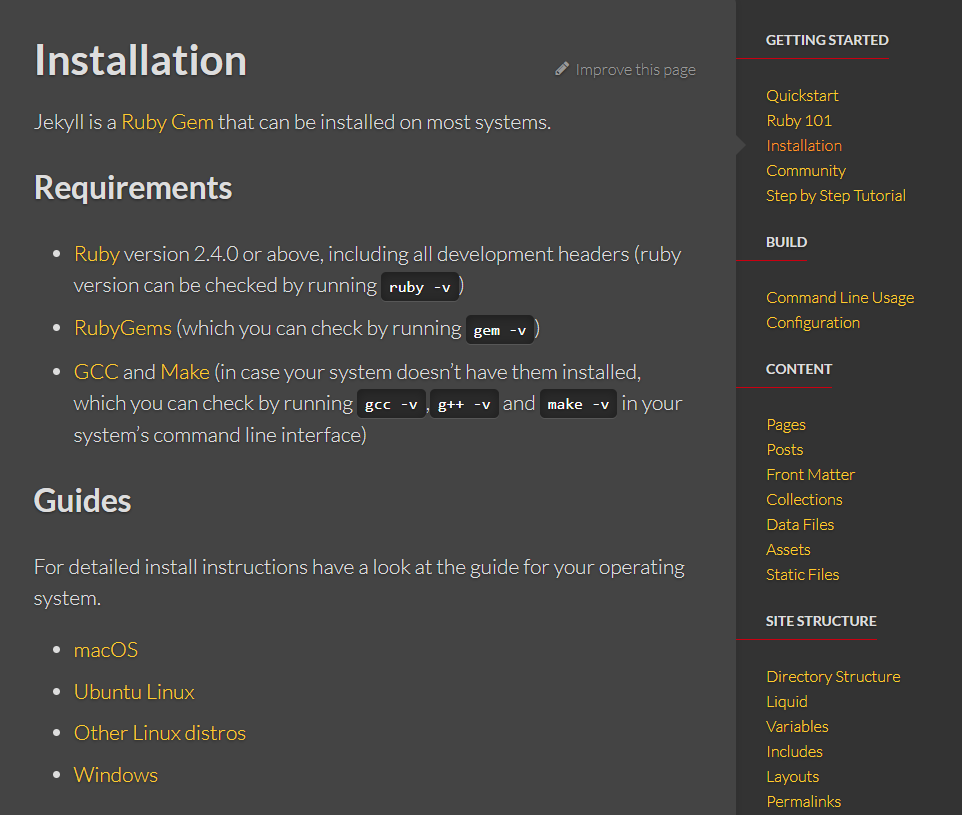 Installation
Improve this page
Jekyll is a Ruby Gem that can be installed on most systems.
Requirements
Ruby version 2.4.0 or above, including all development headers (ruby
version can be checked by running ruby -v)
RubyGems (which you can check by running gem -v)
GCC and Make (in case your system doesn’t have them installed,
which you can check by running gcc -v,g++ -v and make -v in your
system’s command line interface)
Guides
For detailed install instructions have a look at the guide for your operating
system.
macOS
Ubuntu Linux
Other Linux distros
Windows
GETTING STARTED
Quickstart
Ruby 101
Installation
Community
Step by Step Tutorial
BUILD
Command Line Usage
Configuration
CONTENT
Pages
Posts
Front Matter
Collections
Data Files
Assets
Static Files
SITE STRUCTURE
Directory Structure
Liquid
Variables
Includes
Layouts
Permalinks